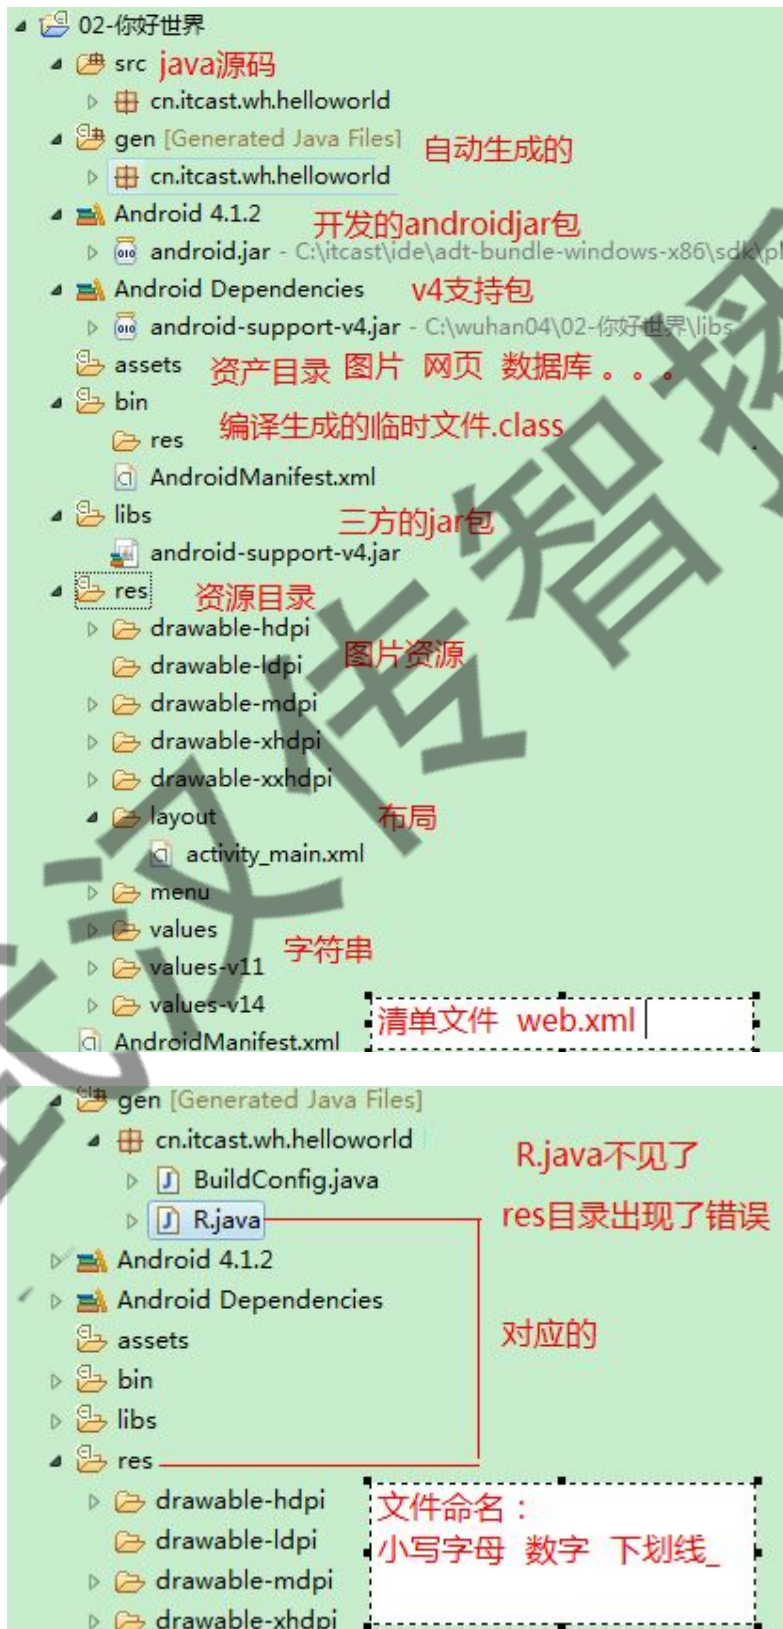 02-你好世界
src java源码
cn.itcast.wh.helloworld
gen [Generated Java Files] 自动生成的
cn.itcast.wh.helloworld
Android 4.1.2 开发的androidjar包
android.jar - C:\itcast\ide\adt-bundle-windows-x86\sdk\pl
Android Dependencies v4支持包
android-support-v4.jar - C:\wuhan04\02-你好世界\libs
assets 资产目录 图片 网页 数据库 。。。
bin
编译生成的临时文件.class
res
AndroidManifest.xml
libs 三方的jar包
android-support-v4.jar
res 资源目录
drawable-hdpi
drawable-ldpi 图片资源
drawable-mdpi
drawable-xhdpi
drawable-xxhdpi
layout 布局
activity_main.xml
menu
values
字符串
values-v11
values-v14
AndroidManifest.xml 清单文件 web.xml
gen [Generated Java Files]
cn.itcast.wh.helloworld
R.java不见了
BuildConfig.java
R.java res目录出现了错误
Android 4.1.2
Android Dependencies
assets 对应的
bin
libs
res
drawable-hdpi 文件命名：
drawable-ldpi 小写字母 数字 下划线_
drawable-mdpi
drawable-xhdpi
武汉传智播